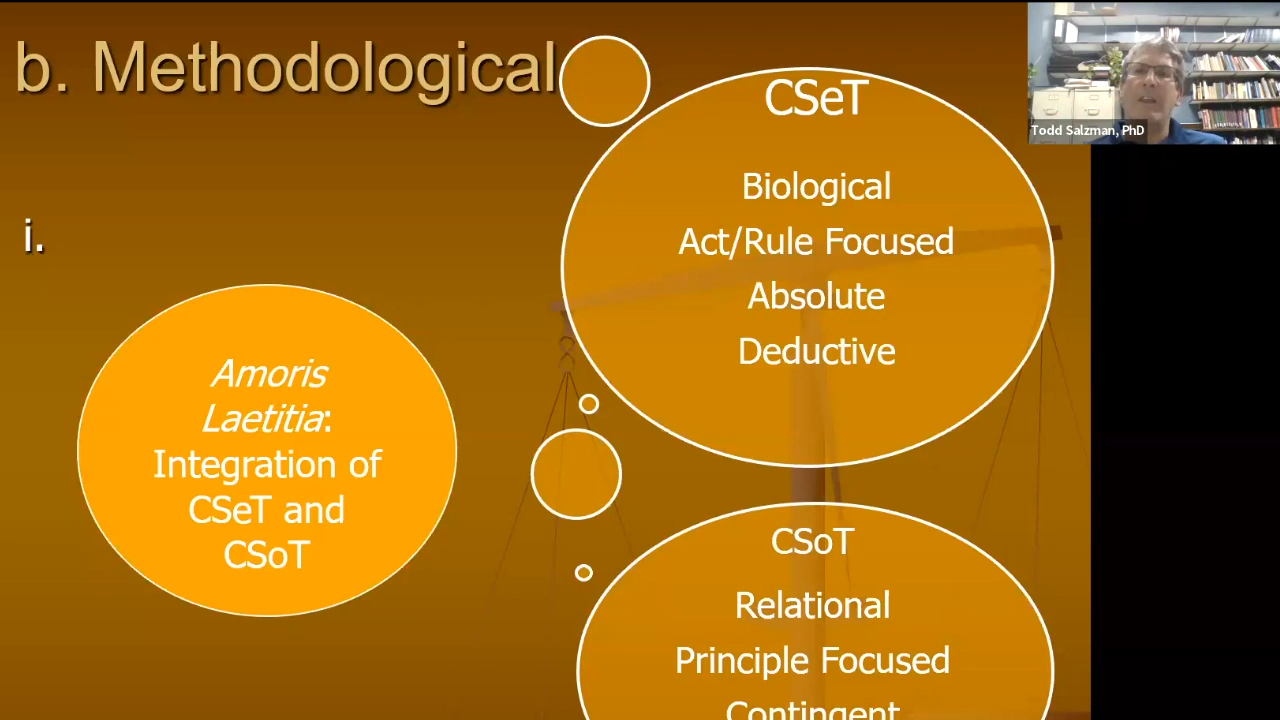 b. Methodological
i.
Amoris
Laetitia:
Integration of
CSeT and
CSoT
CSeT
Biological
Act/Rule Focused
Absolute
Deductive
CSoT
Relational
Principle Focused
Contingent
Todd Salzman, PhD